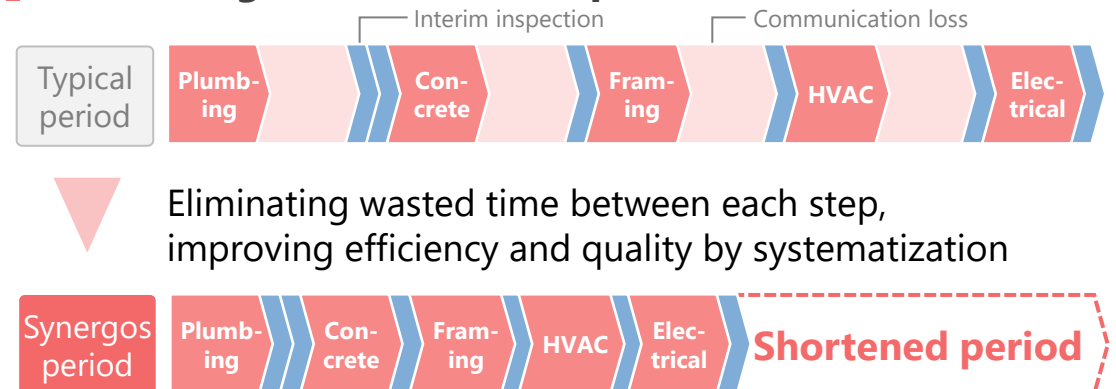 Interim inspection
Communication loss
Typical
period
Plumb-
ing
Con-
crete
Fram-
ing
HVAC
Elec-
trical
Eliminating wasted time between each step,
improving efficiency and quality by systematization
Synergos
period
Plumb-
ing
Con-
crete
Fram-
ing
HVAC
Elec-
trical
Shortened period